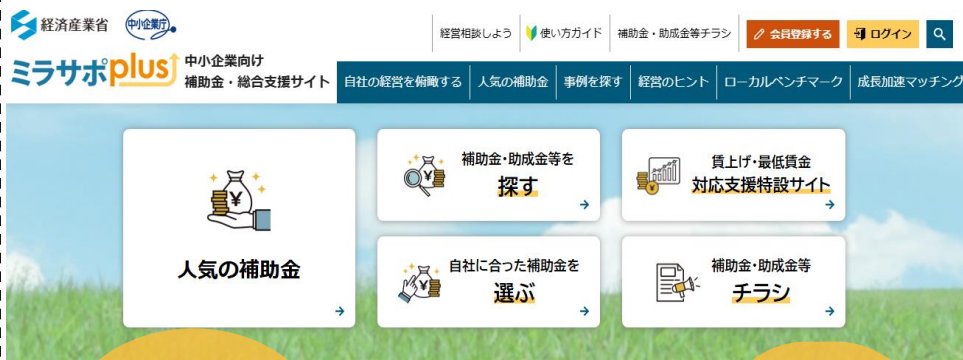 経済産業省 中小企業庁
経営相談しよう 使い方ガイド 補助金・助成金等チラシ 会員登録する ログイン
ミラサポplus
中小企業向け
補助金・総合支援サイト
自社の経営を俯瞰する 人気の補助金 事例を探す 経営のヒント ローカルベンチマーク 成長加速マッチング
人気の補助金
補助金・助成金等を
探す
賃上げ・最低賃金
対応支援特設サイト
自社に合った補助金を
選ぶ
補助金・助成金等
チラシ